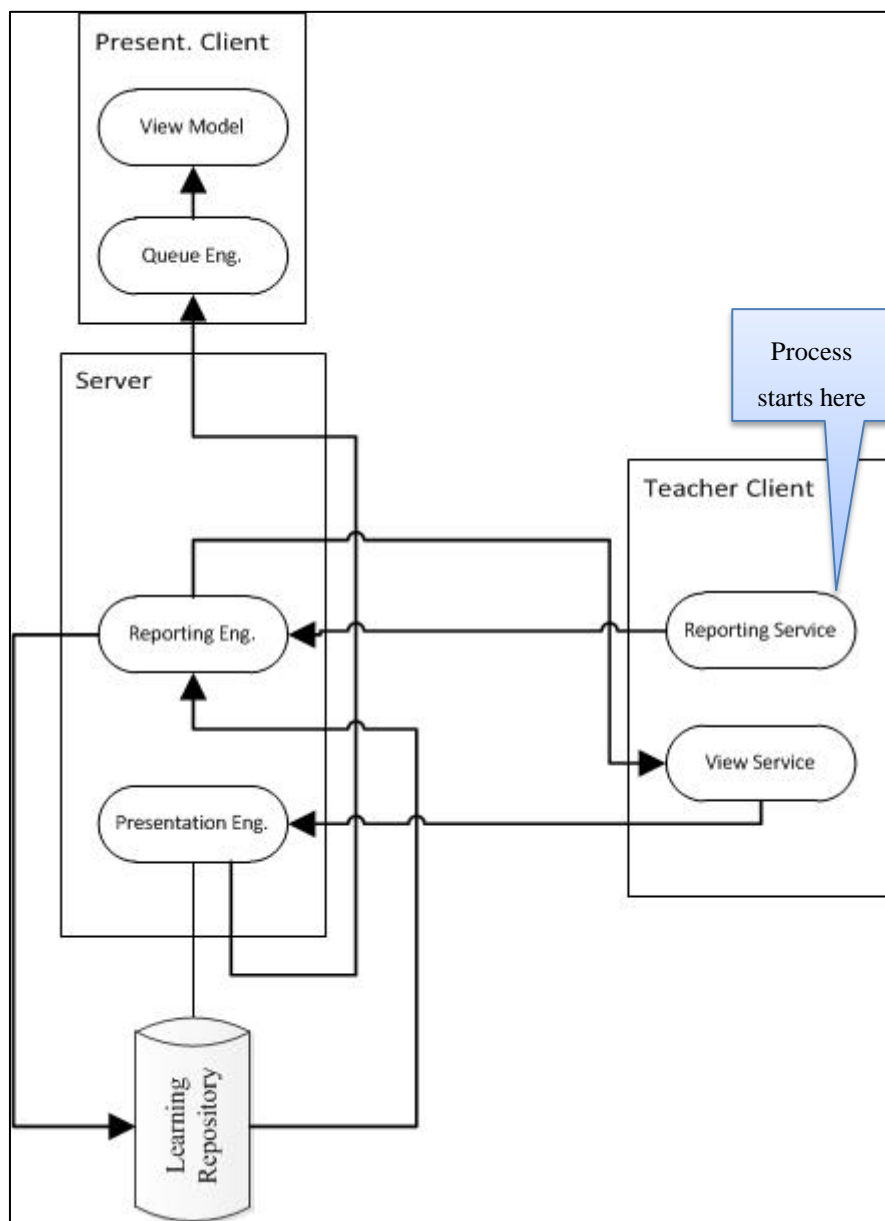 Present. Client
View Model
Queue Eng.
Server
Process
starts here
Teacher Client
Reporting Eng.
Reporting Service
View Service
Presentation Eng.
Learning
Repository